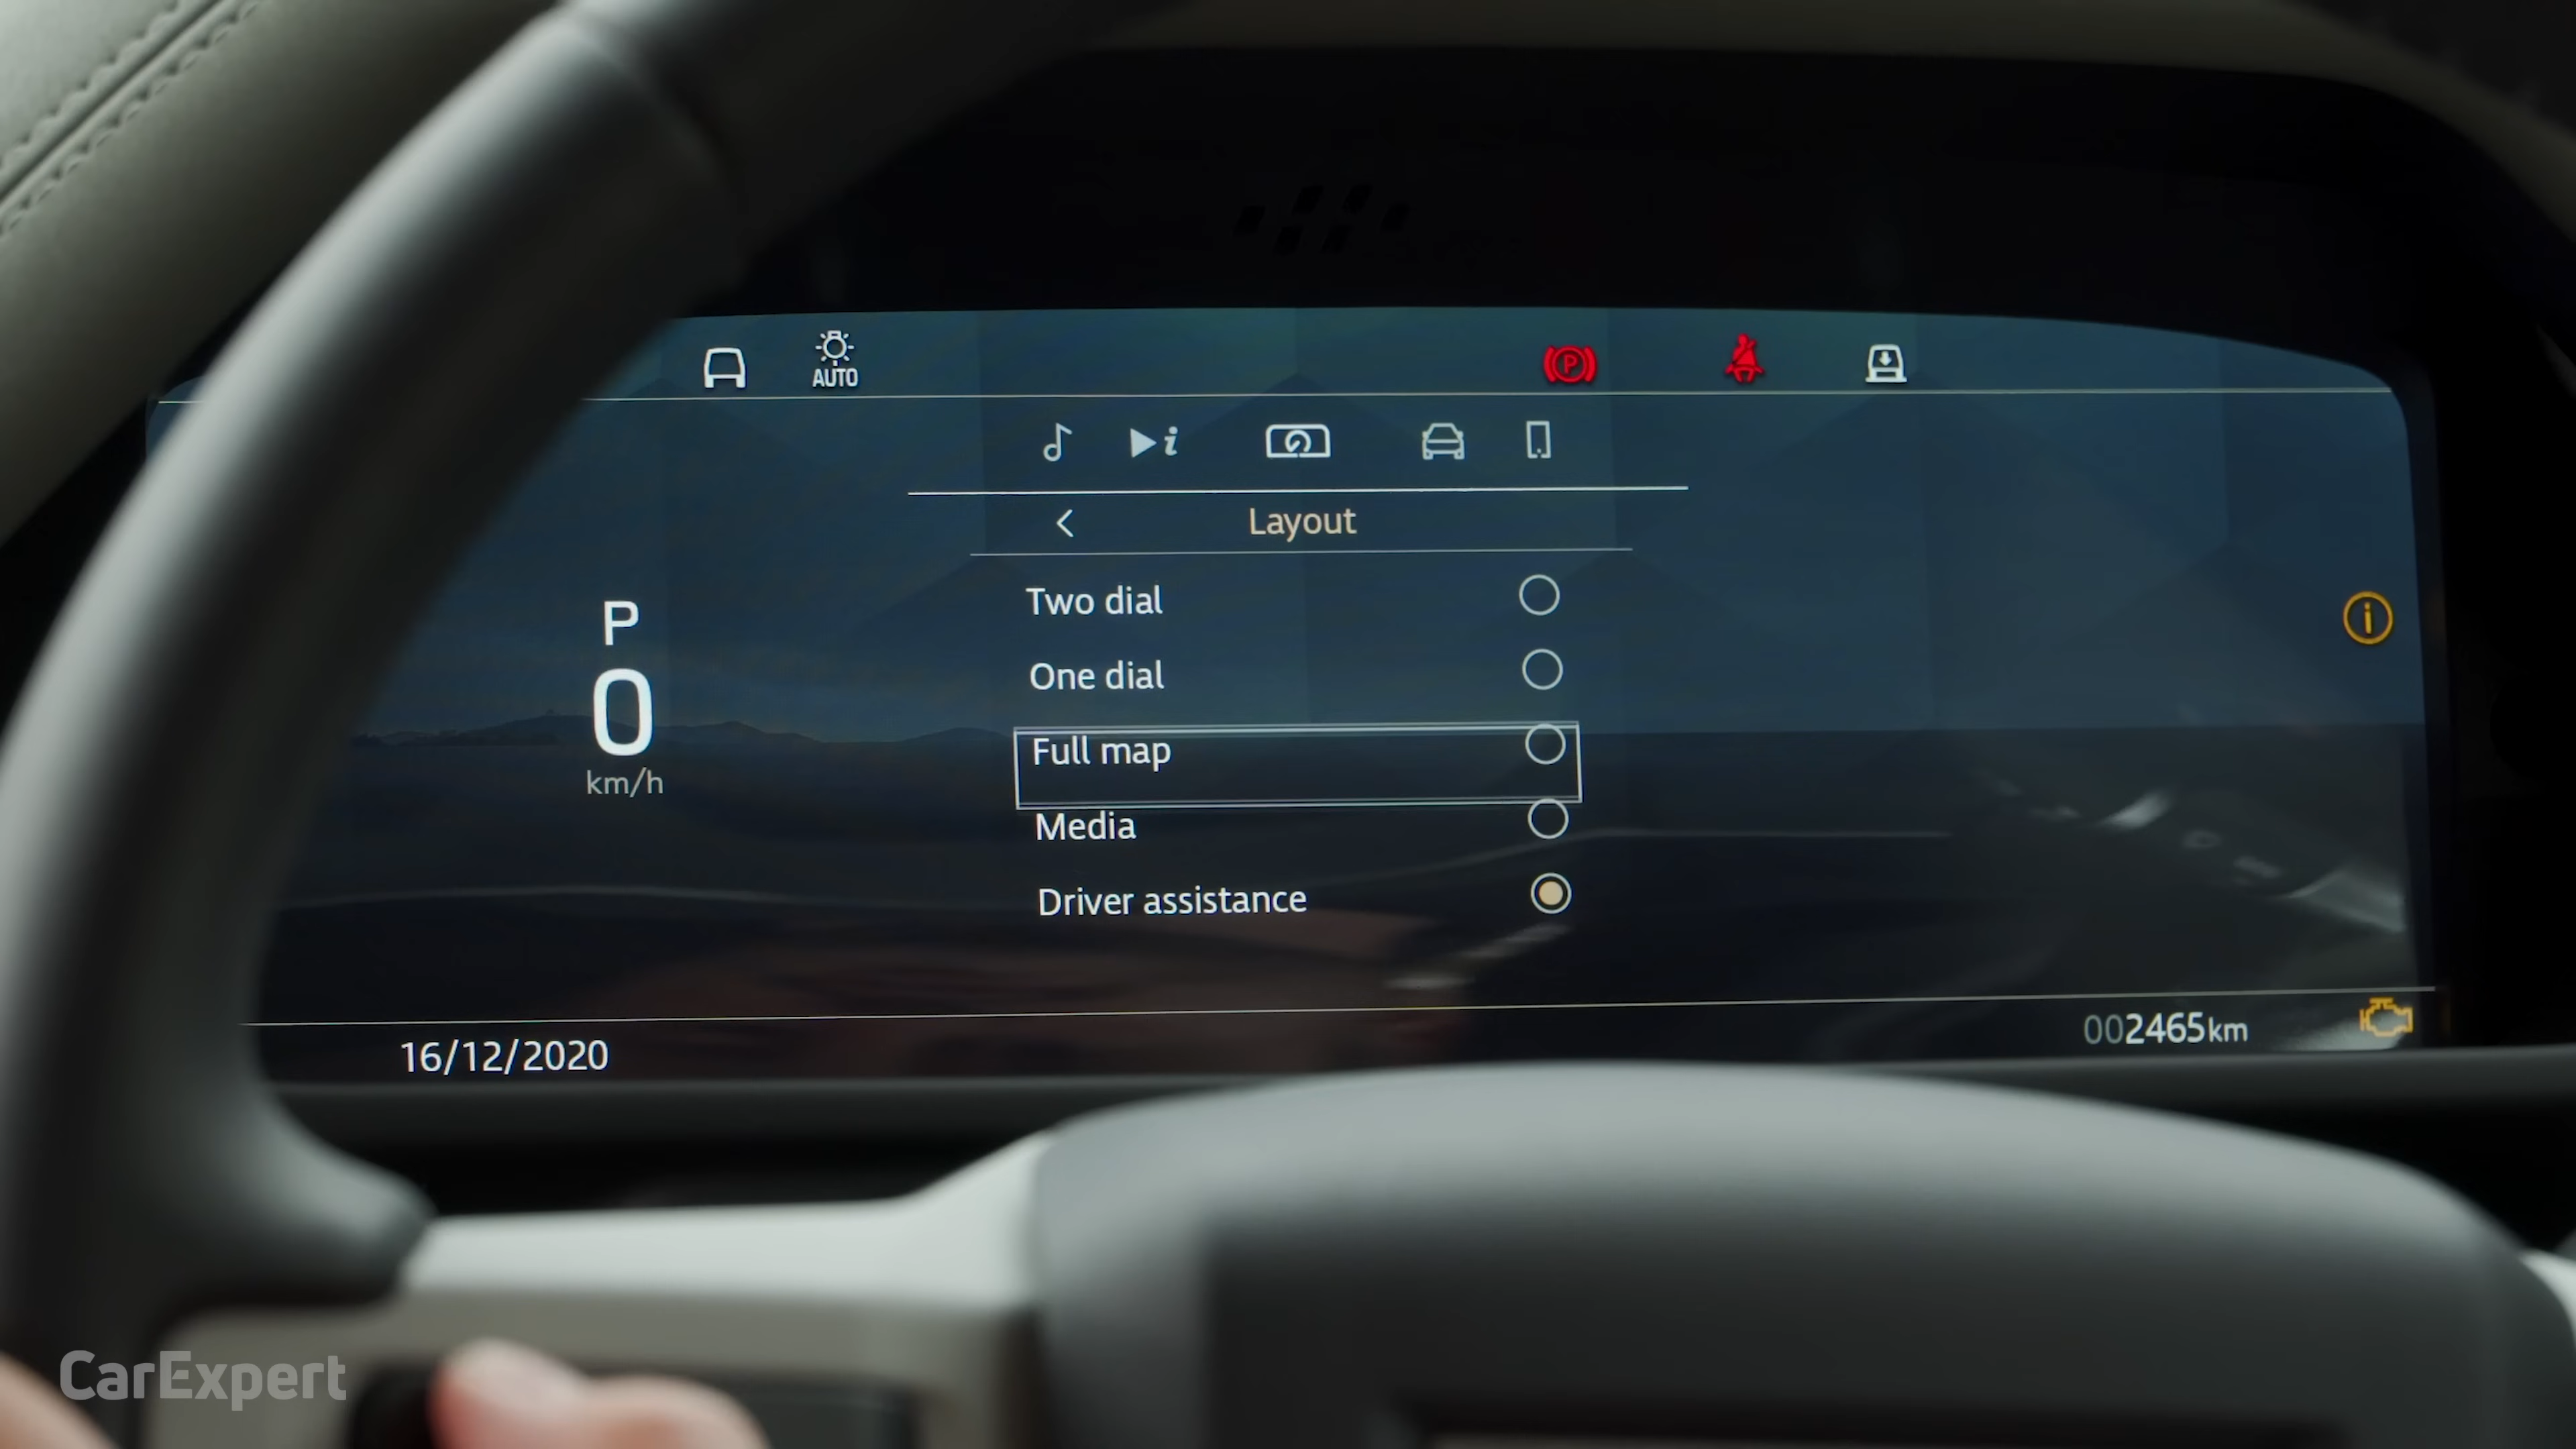 AUTO
P
i
Layout
Two dial
One dial
Full map
Media
Driver assistance
P
0
km/h
i
16/12/2020
002465km
CarExpert